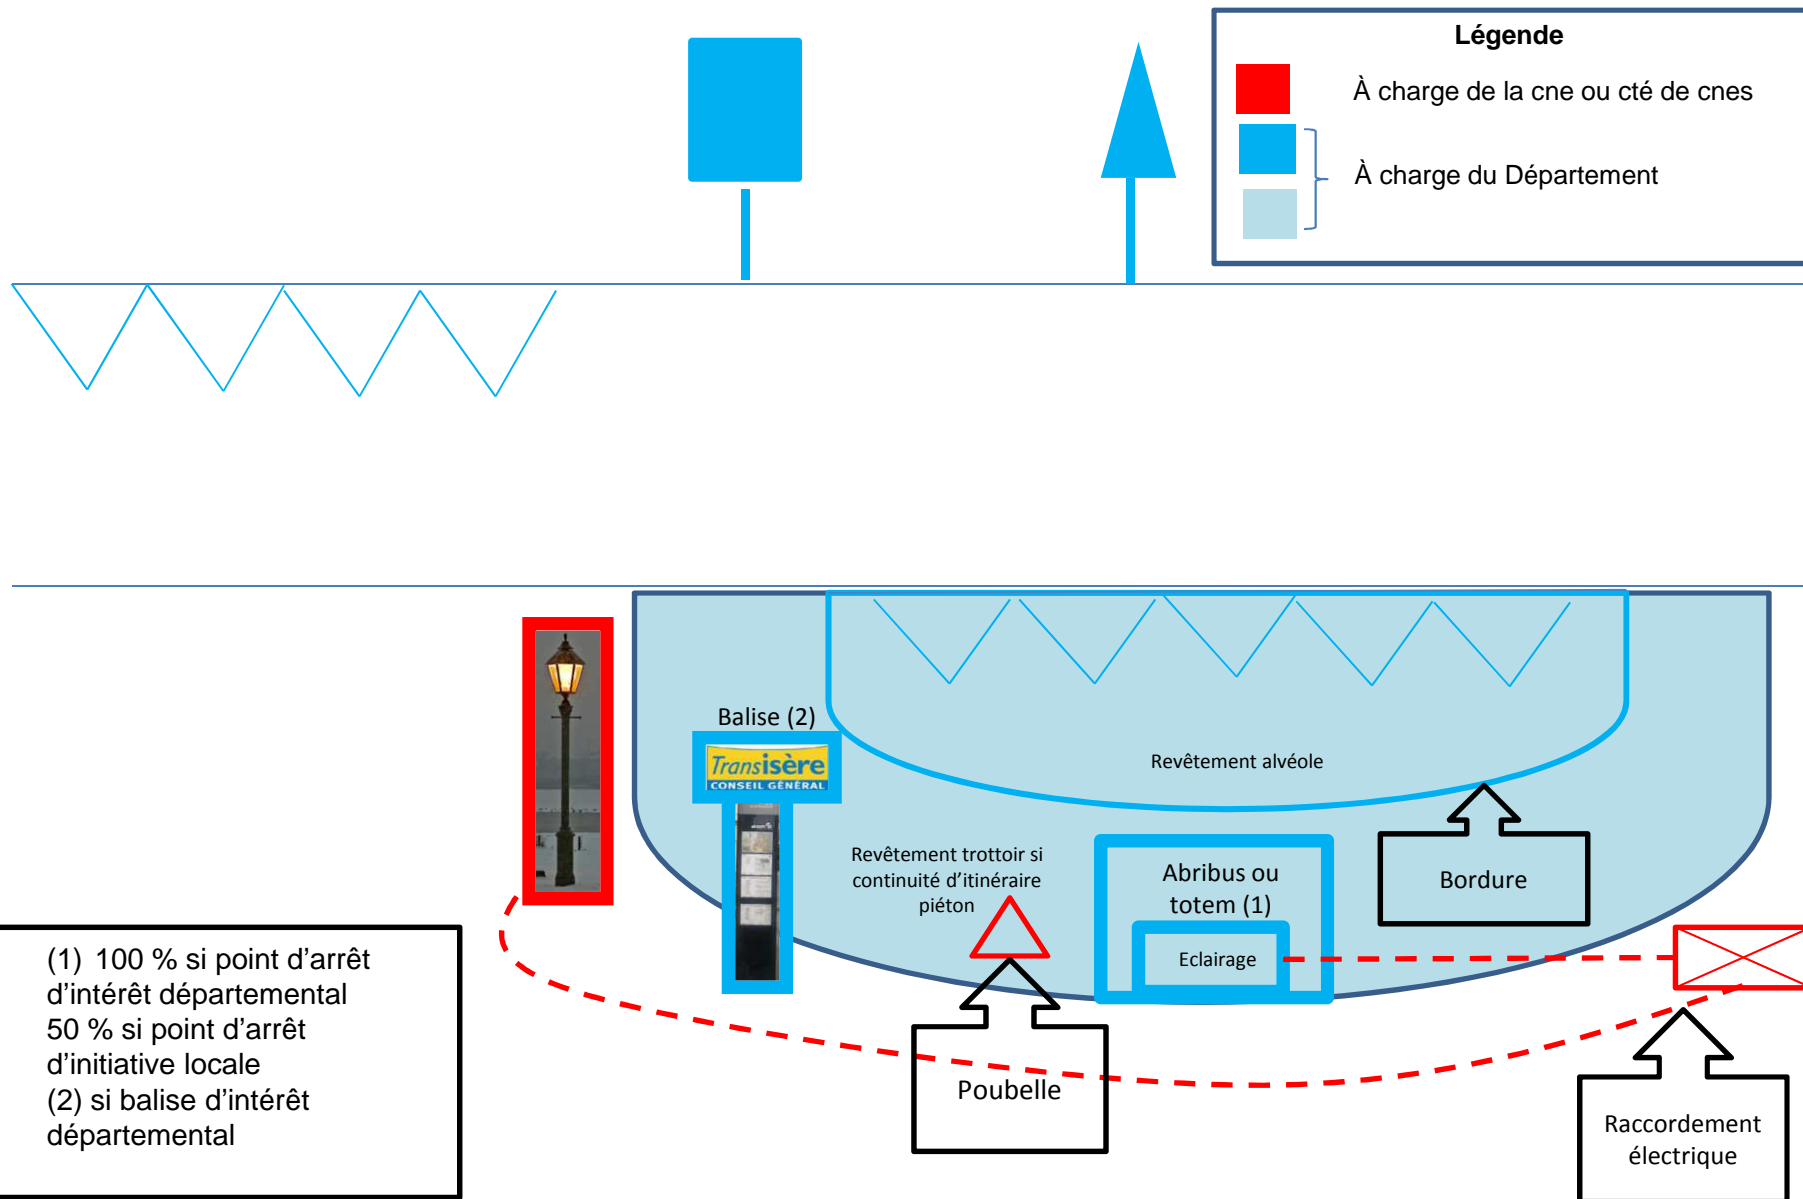 Légende
À charge de la cne ou cté de cnes
À charge du Département
Balise (2)
Transisère
CONSEIL GÉNÉRAL
Revêtement alvéole
Revêtement trottoir si
continuité d'itinéraire
piéton
Abribus ou
totem (1)
Eclairage
Bordure
Poubelle
Raccordement
électrique
(1) 100 % si point d'arrêt
d'intérêt départemental
50 % si point d'arrêt
d'initiative locale
(2) si balise d'intérêt
départemental